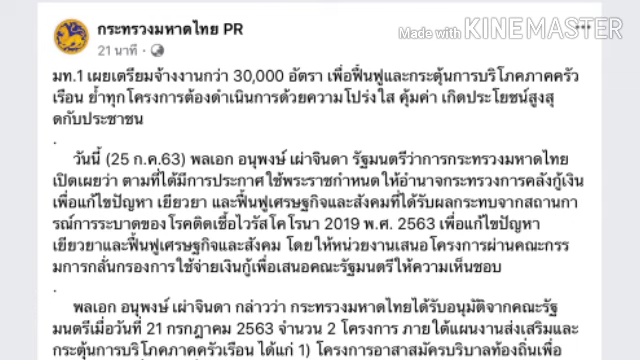 กระทรวงมหาดไทย PR
21 นาที ·
Made with KINEMASTER
มท.1 เผยเตรียมจ้างงานกว่า 30,000 อัตรา เพื่อฟื้นฟูและกระตุ้นการบริโภคภาคครัว
เรือน ย้ำทุกโครงการต้องดำเนินการด้วยความโปร่งใส คุ้มค่า เกิดประโยชน์สูงสุ
ดกับประชาชน
.
วันนี้ (25 ก.ค.63) พลเอก อนุพงษ์ เผ่าจินดา รัฐมนตรีว่าการกระทรวงมหาดไทย
เปิดเผยว่า ตามที่ได้มีการประกาศใช้พระราชกำหนด ให้อำนาจกระทรวงการคลังกู้เงิน
เพื่อแก้ไขปัญหา เยียวยา และฟื้นฟูเศรษฐกิจและสังคมที่ได้รับผลกระทบจากสถานกา
รณ์การระบาดของโรคติดเชื้อไวรัสโคโรนา 2019 พ.ศ. 2563 เพื่อแก้ไขปัญหา
เยียวยาและฟื้นฟูเศรษฐกิจและสังคม โดยให้หน่วยงานเสนอโครงการผ่านคณะกรร
มการกลั่นกรองการใช้จ่ายเงินกู้เพื่อเสนอคณะรัฐมนตรีให้ความเห็นชอบ
.
พลเอก อนุพงษ์ เผ่าจินดา กล่าวว่า กระทรวงมหาดไทยได้รับอนุมัติจากคณะรัฐ
มนตรีเมื่อวันที่ 21 กรกฎาคม 2563 จำนวน 2 โครงการ ภายใต้แผนงานส่งเสริมและ
กระตุ้นการบริโภคภาคครัวเรือน ได้แก่ 1) โครงการอาสาสมัครบริบาลท้องถิ่นเพื่อ